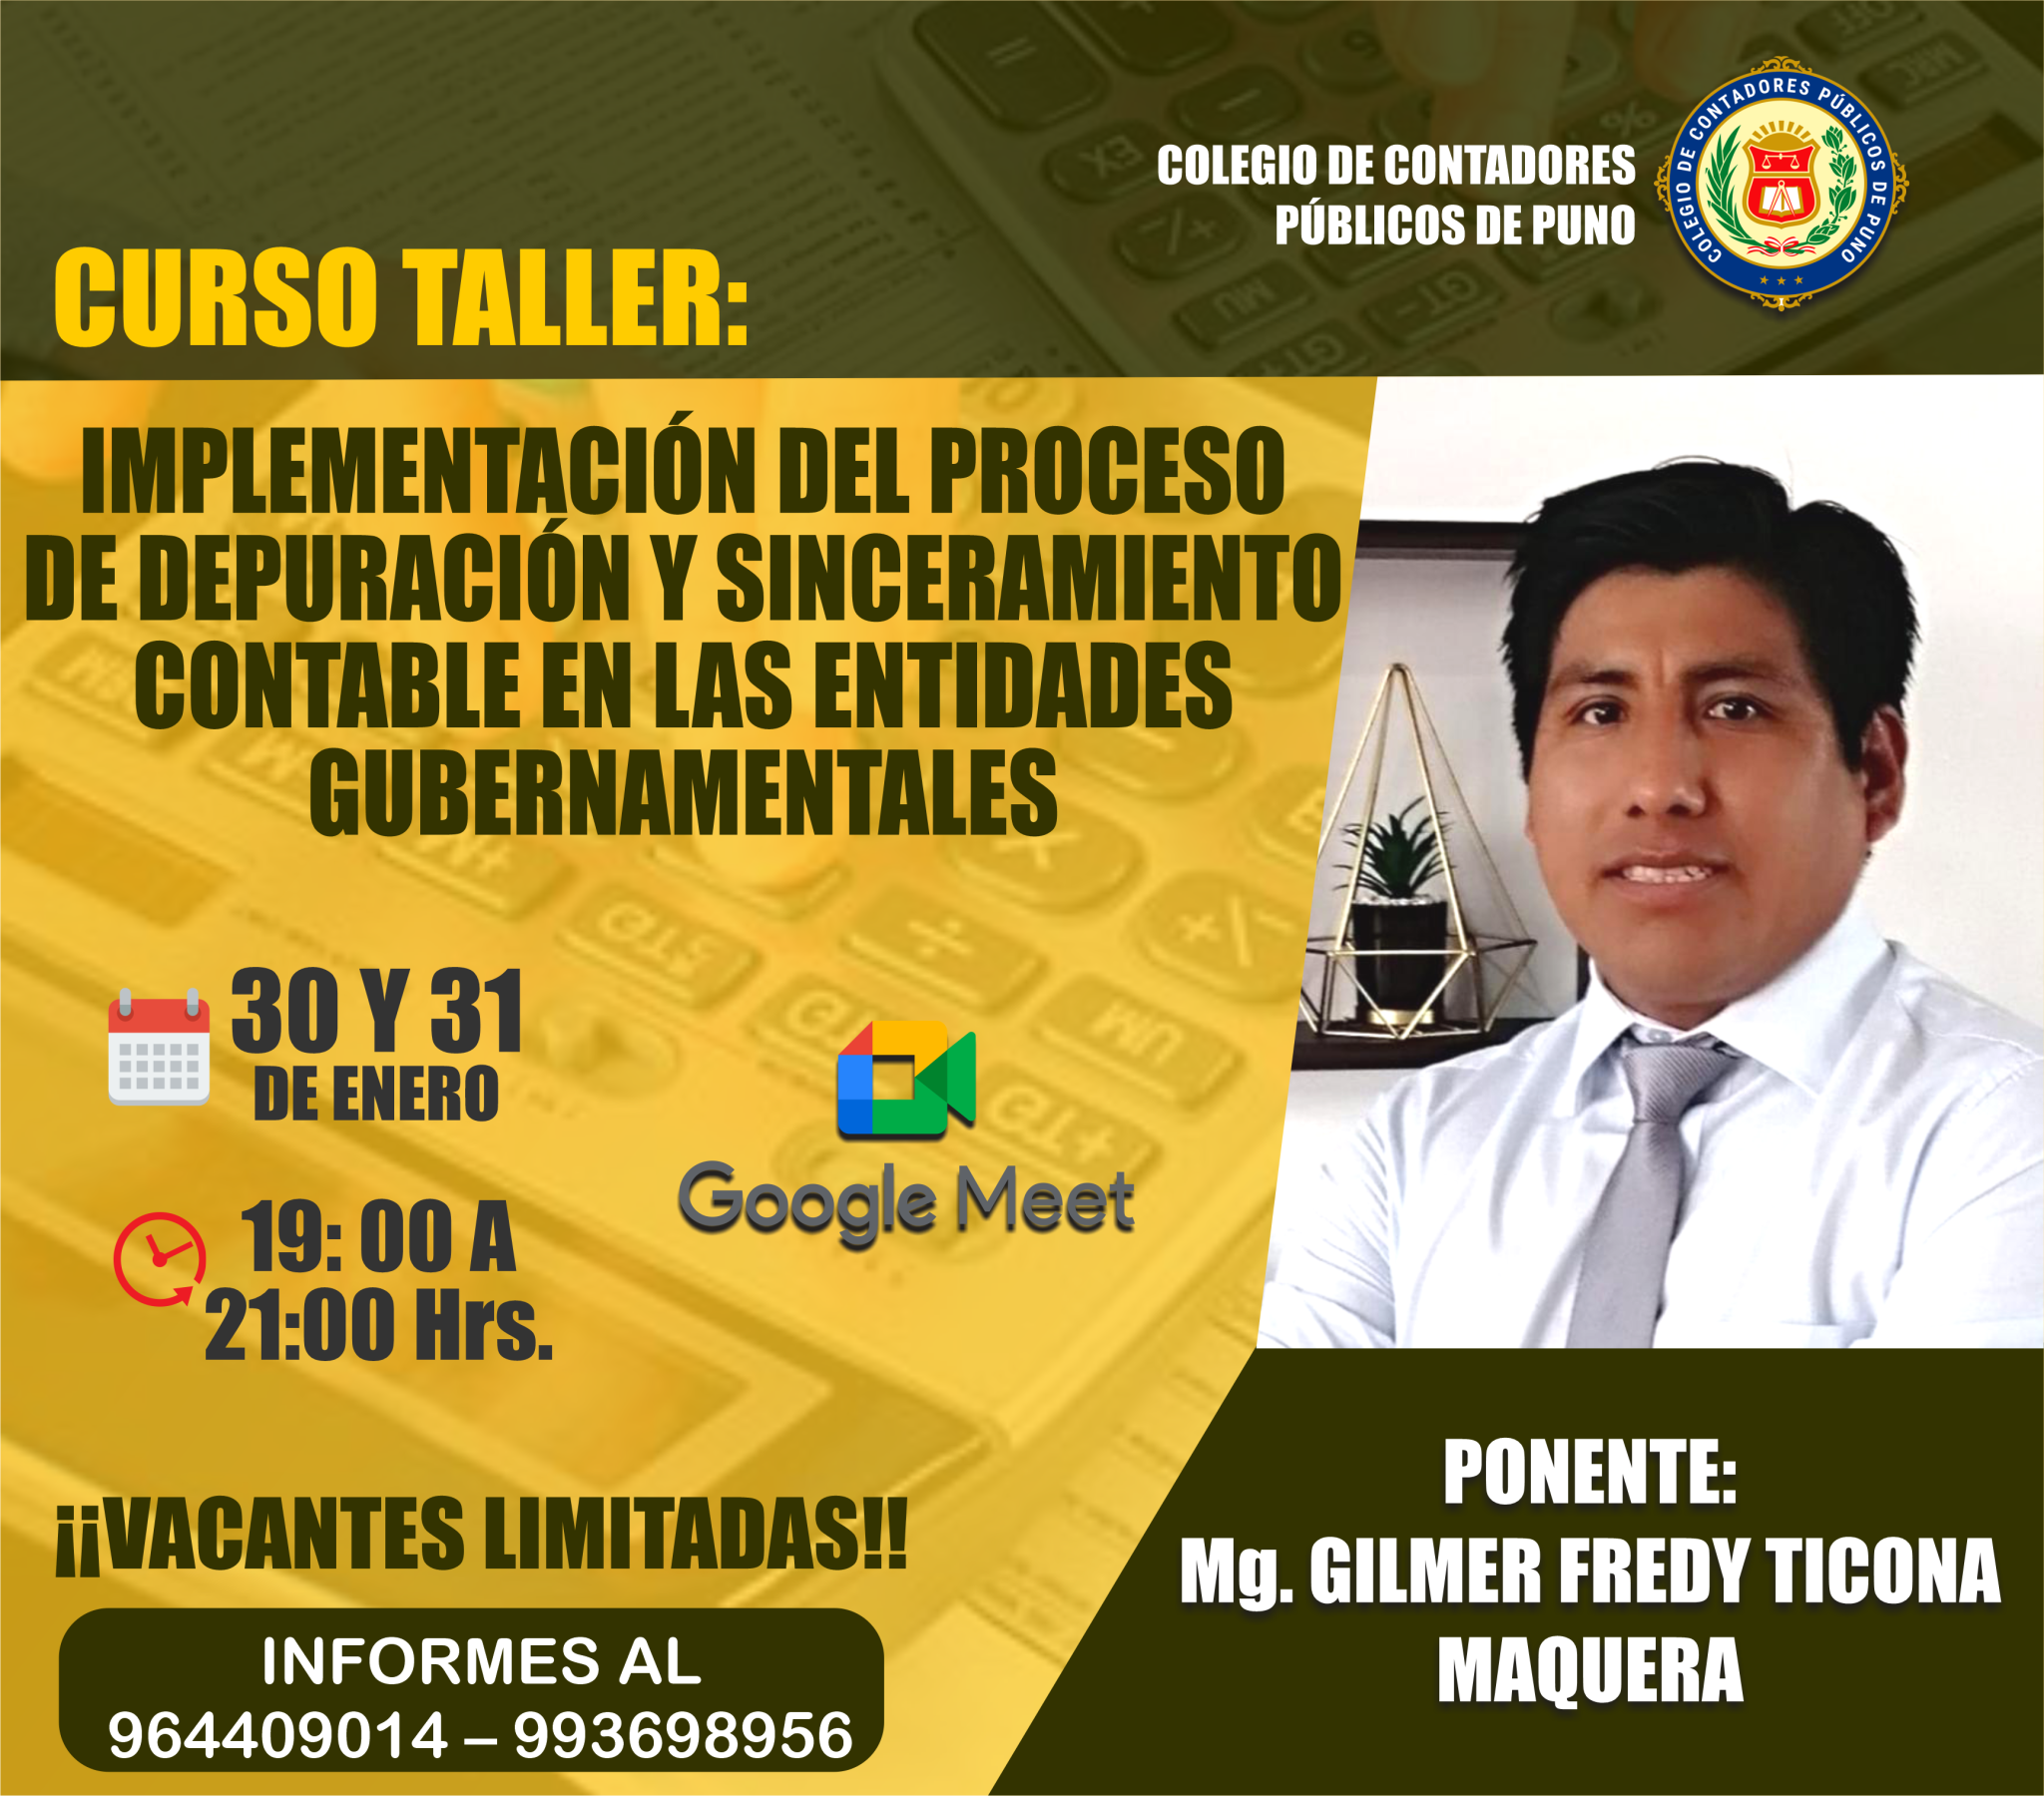 COLEGIO DE CONTADORES
PÚBLICOS DE PUNO
COLEGIO DE CONTADORES PÚBLICOS DE PUNO
CURSO TALLER:
IMPLEMENTACIÓN DEL PROCESO
DE DEPURACIÓN Y SINCERAMIENTO
CONTABLE EN LAS ENTIDADES
GUBERNAMENTALES
30 Y 31
DE ENERO
Google Meet
19: 00 A
21:00 Hrs.
¡¡VACANTES LIMITADAS!!
INFORMES AL
964409014 – 993698956
PONENTE:
Mg. GILMER FREDY TICONA
MAQUERA